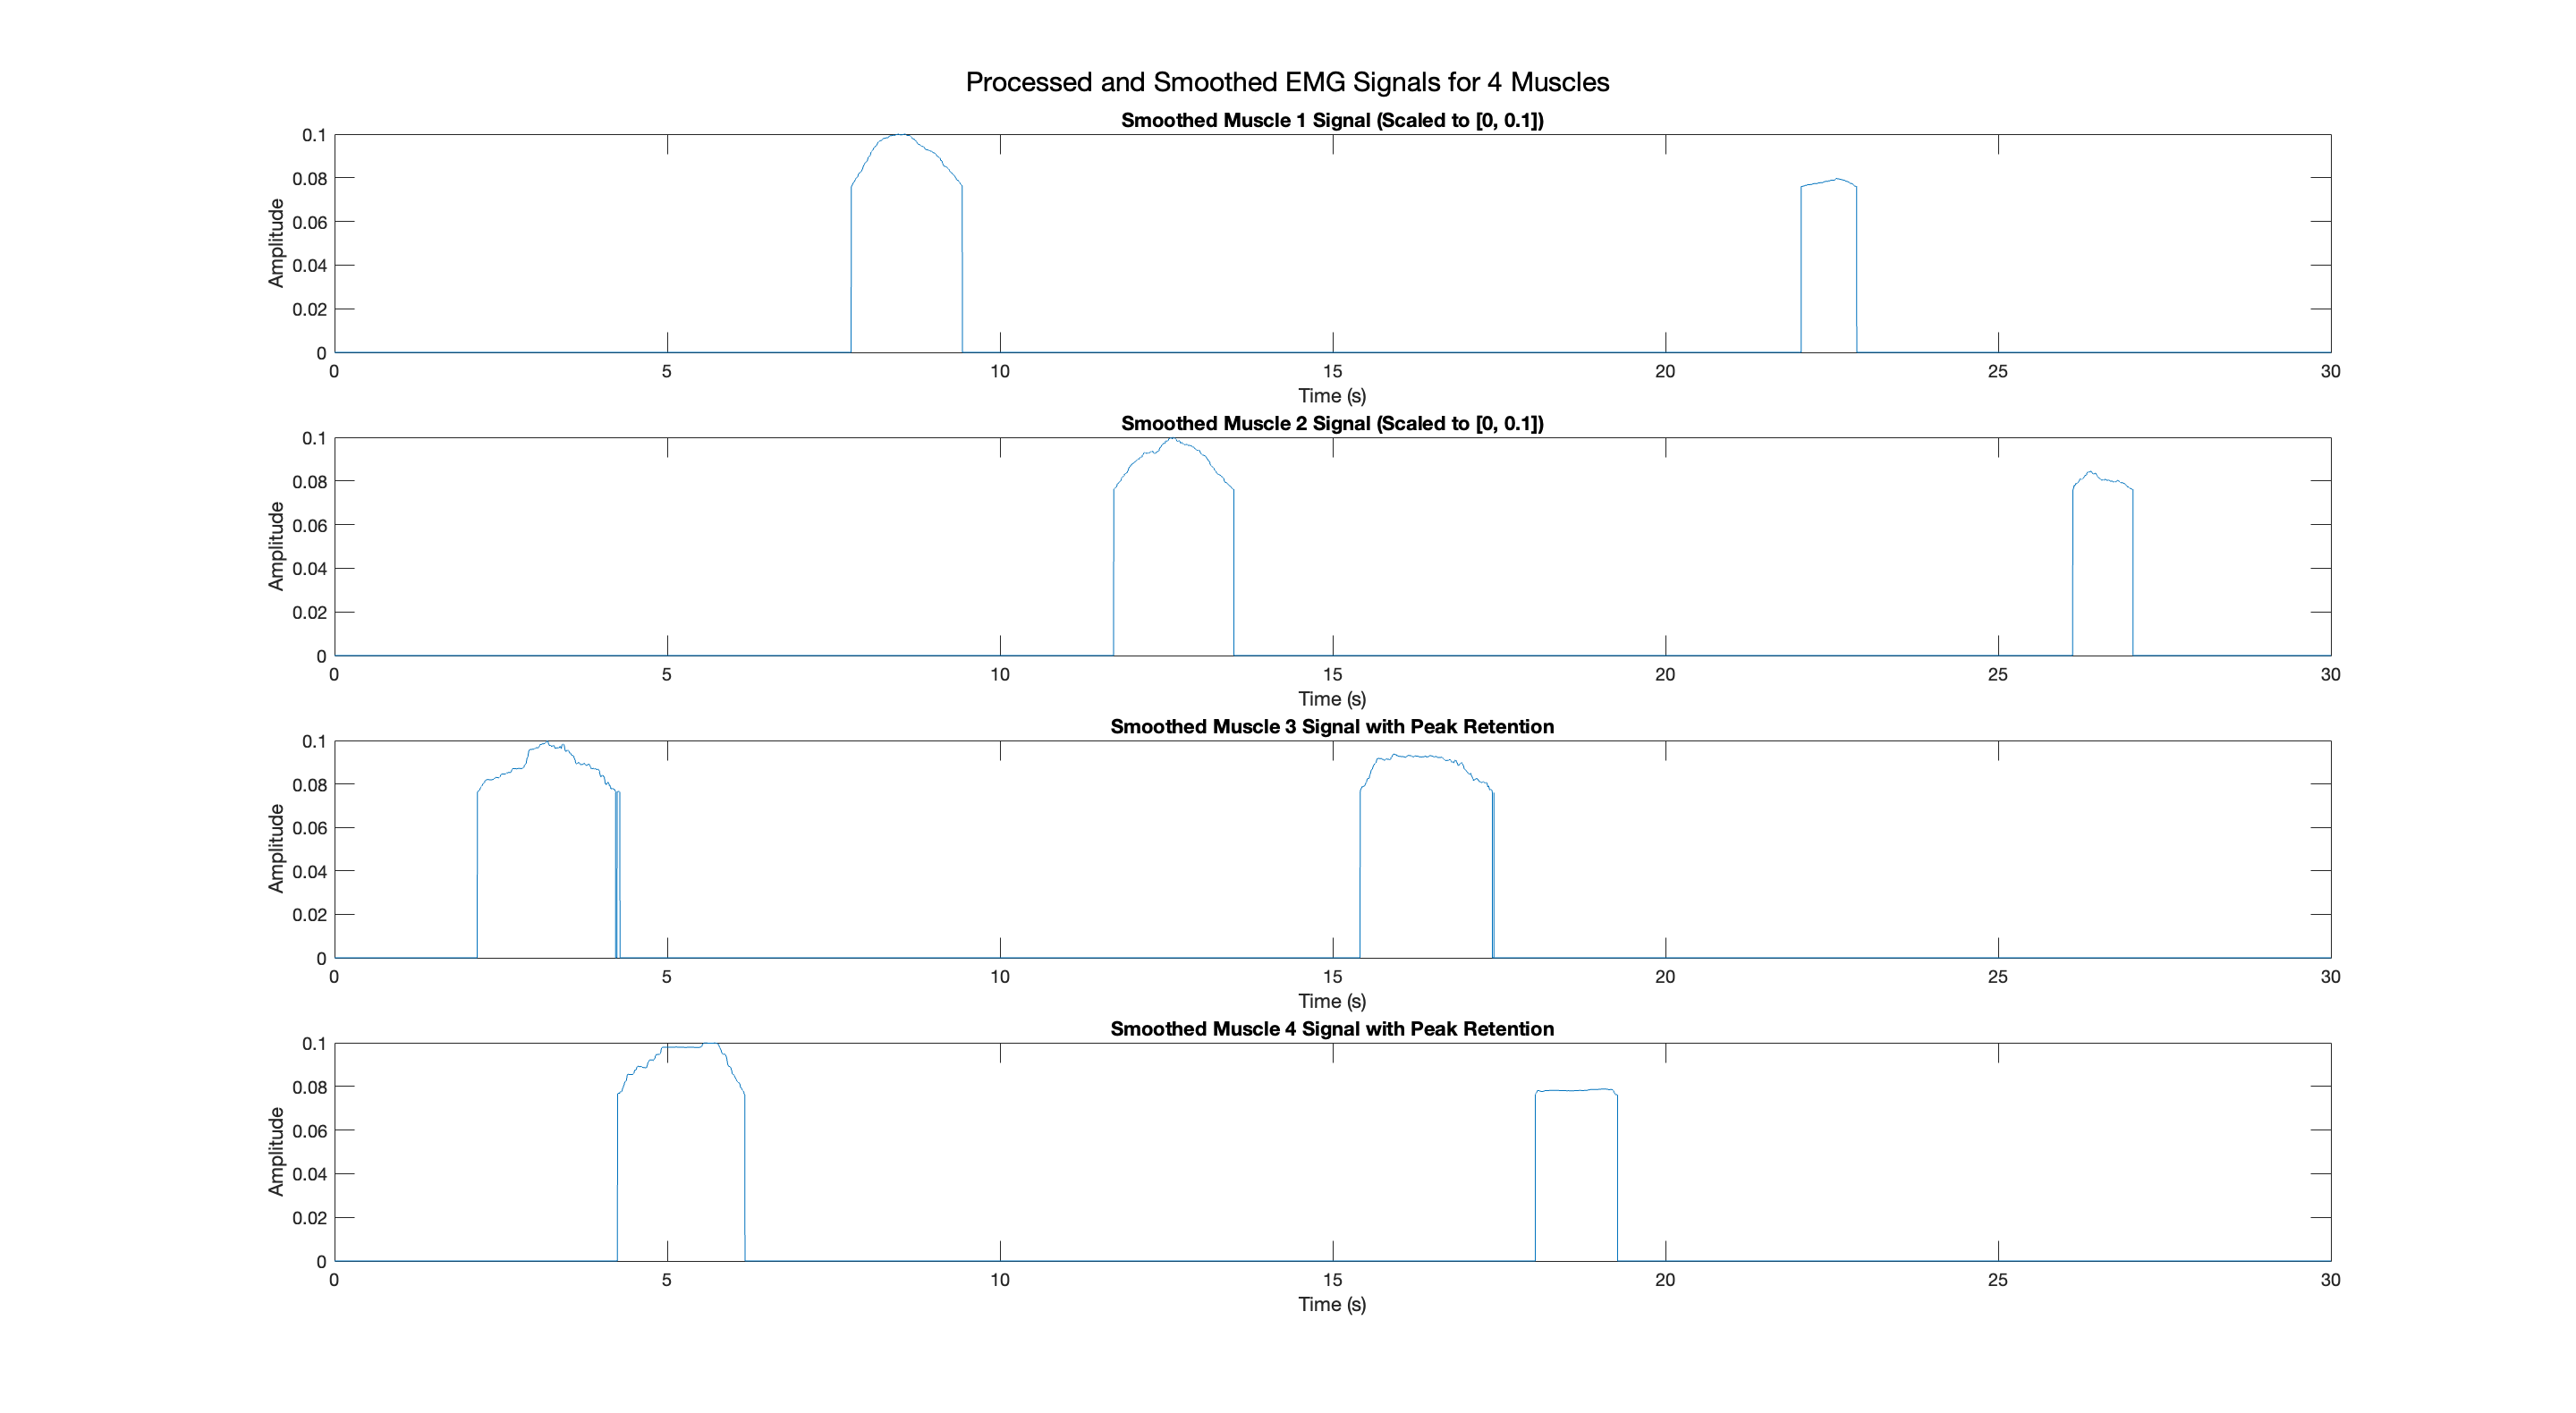 Processed and Smoothed EMG Signals for 4 Muscles
Smoothed Muscle 1 Signal (Scaled to [0, 0.1])
0.1
0.08
0.06
0.04
0.02
0
Amplitude
0 5 10 15 20 25 30
Time (s)
Smoothed Muscle 2 Signal (Scaled to [0, 0.1])
0.1
0.08
0.06
0.04
0.02
0
Amplitude
0 5 10 15 20 25 30
Time (s)
Smoothed Muscle 3 Signal with Peak Retention
0.1
0.08
0.06
0.04
0.02
0
Amplitude
0 5 10 15 20 25 30
Time (s)
Smoothed Muscle 4 Signal with Peak Retention
0.1
0.08
0.06
0.04
0.02
0
Amplitude
0 5 10 15 20 25 30
Time (s)